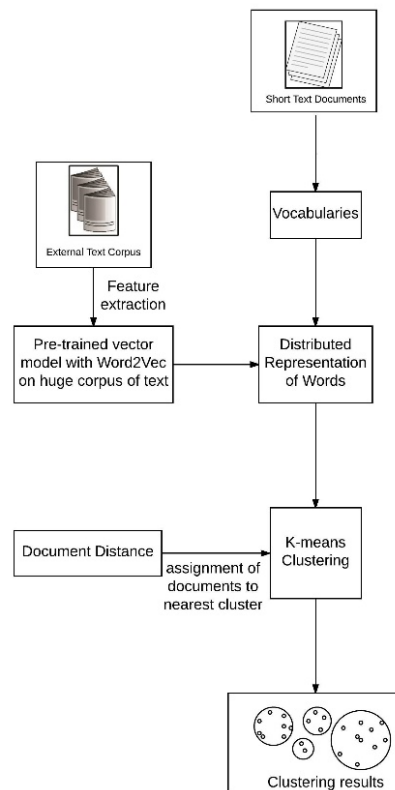 Short Text Documents
Vocabularies
External Text Corpus
Feature
extraction
Pre-trained vector
model with Word2Vec
on huge corpus of text
Distributed
Representation
of Words
Document Distance
assignment of
documents to
nearest cluster
K-means
Clustering
Clustering results